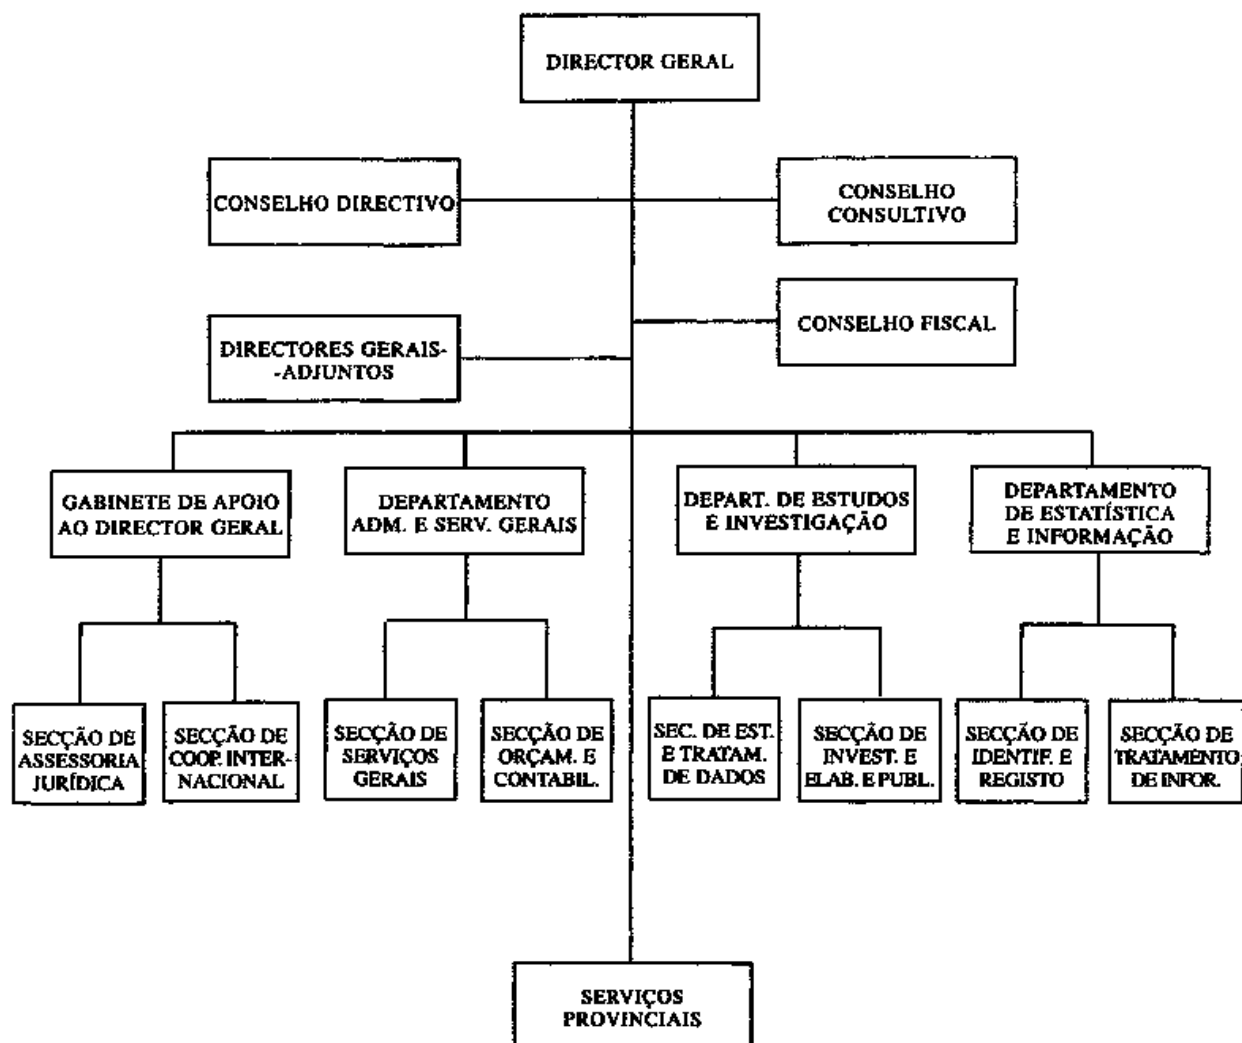 DIRECTOR GERAL
CONSELHO DIRECTIVO
CONSELHO
CONSULTIVO
CONSELHO FISCAL
DIRECTORES GERAIS-
-ADJUNTOS
GABINETE DE APOIO
AO DIRECTOR GERAL
DEPARTAMENTO
ADM. E SERV. GERAIS
DEPART. DE ESTUDOS
E INVESTIGAÇÃO
DEPARTAMENTO
DE ESTATÍSTICA
E INFORMAÇÃO
SECÇÃO DE
ASSESSORIA
JURÍDICA
SECÇÃO DE
COOP. INTER-
NACIONAL
SECÇÃO DE
SERVIÇOS
GERAIS
SECÇÃO DE
ORÇAM. E
CONTABIL.
SEC. DE EST.
E TRATAM.
DE DADOS
SECÇÃO DE
INVEST. E
ELAB. E PUBL.
SECÇÃO DE
IDENTIF. E
REGISTO
SECÇÃO DE
TRATAMENTO
DE INFOR.
SERVIÇOS
PROVINCIAIS